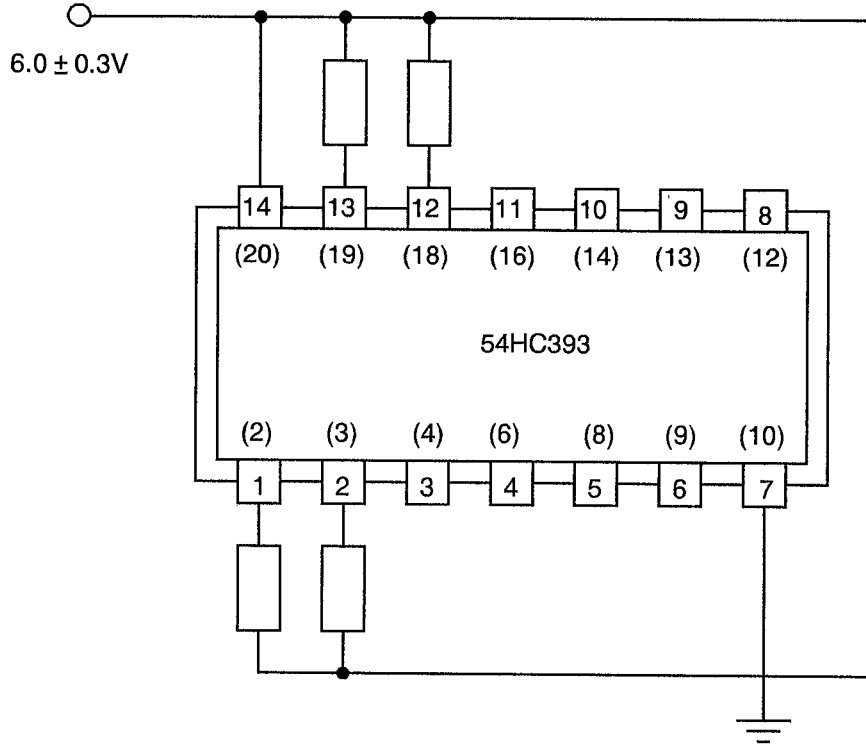 6.0 ± 0.3V
14 13 12 11 10 9 8
(20) (19) (18) (16) (14) (13) (12)
54HC393
(2) (3) (4) (6) (8) (9) (10)
1 2 3 4 5 6 7